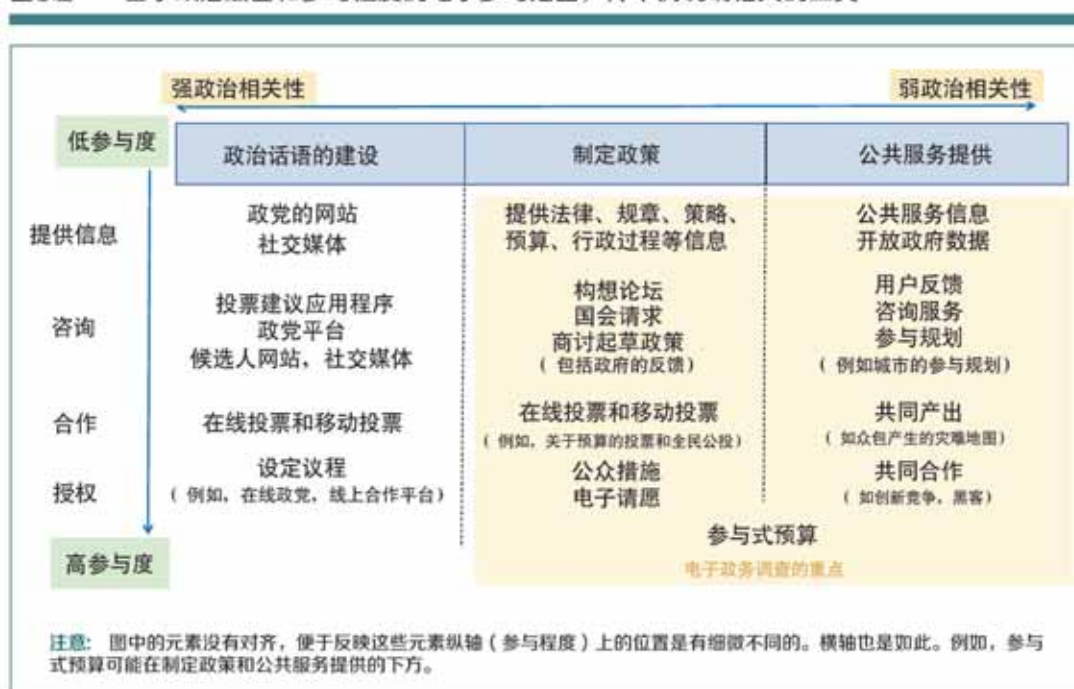 强政治相关性 弱政治相关性
低参与度
政治话语的建设 制定政策 公共服务提供
提供信息
政党的网站
社交媒体
提供法律、规章、策略、
预算、行政过程等信息
公共服务信息
开放政府数据
咨询
投票建议应用程序
政党平台
候选人网站，社交媒体
构想论坛
国会请求
商讨起草政策
（包括政府的反馈）
用户反馈
咨询服务
参与规划
（例如城市的参与规划）
合作
在线投票和移动投票
在线投票和移动投票
（例如，关于预算的投票和全民公投）
共同产出
（如众包产生的灾难地图）
授权
设定议程
（例如，在线政党，线上合作平台）
公众措施
电子请愿
共同合作
（如创新竞争，黑客）
参与式预算
高参与度
电子政务调查的重点
注意: 图中的元素没有对齐，便于反映这些元素纵轴（参与程度）上的位置是有细微不同的。横轴也是如此。例如，参与
式预算可能在制定政策和公共服务提供的下方。